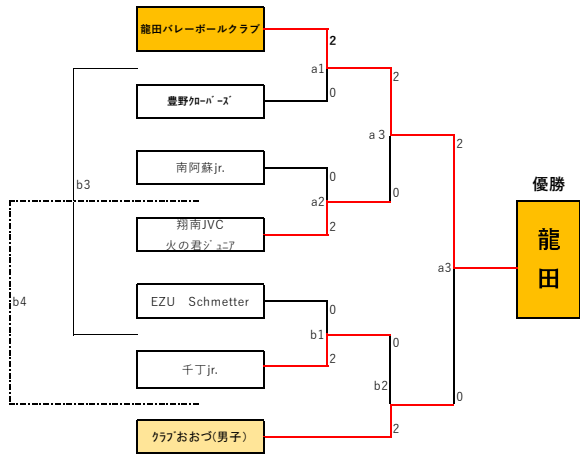 龍田バレーボールクラブ
2
a1
0
豊野ｸﾛｰﾊﾞｰｽﾞ
2
a３
0
南阿蘇jr.
0
a2
2
翔南JVC
火の君ｼﾞｭﾆｱ
b3
b4
EZU　Schmetter
0
b1
2
千丁jr.
0
b2
2
ｸﾗﾌﾞおおづ(男子)
2
a3
0
優勝
龍
田